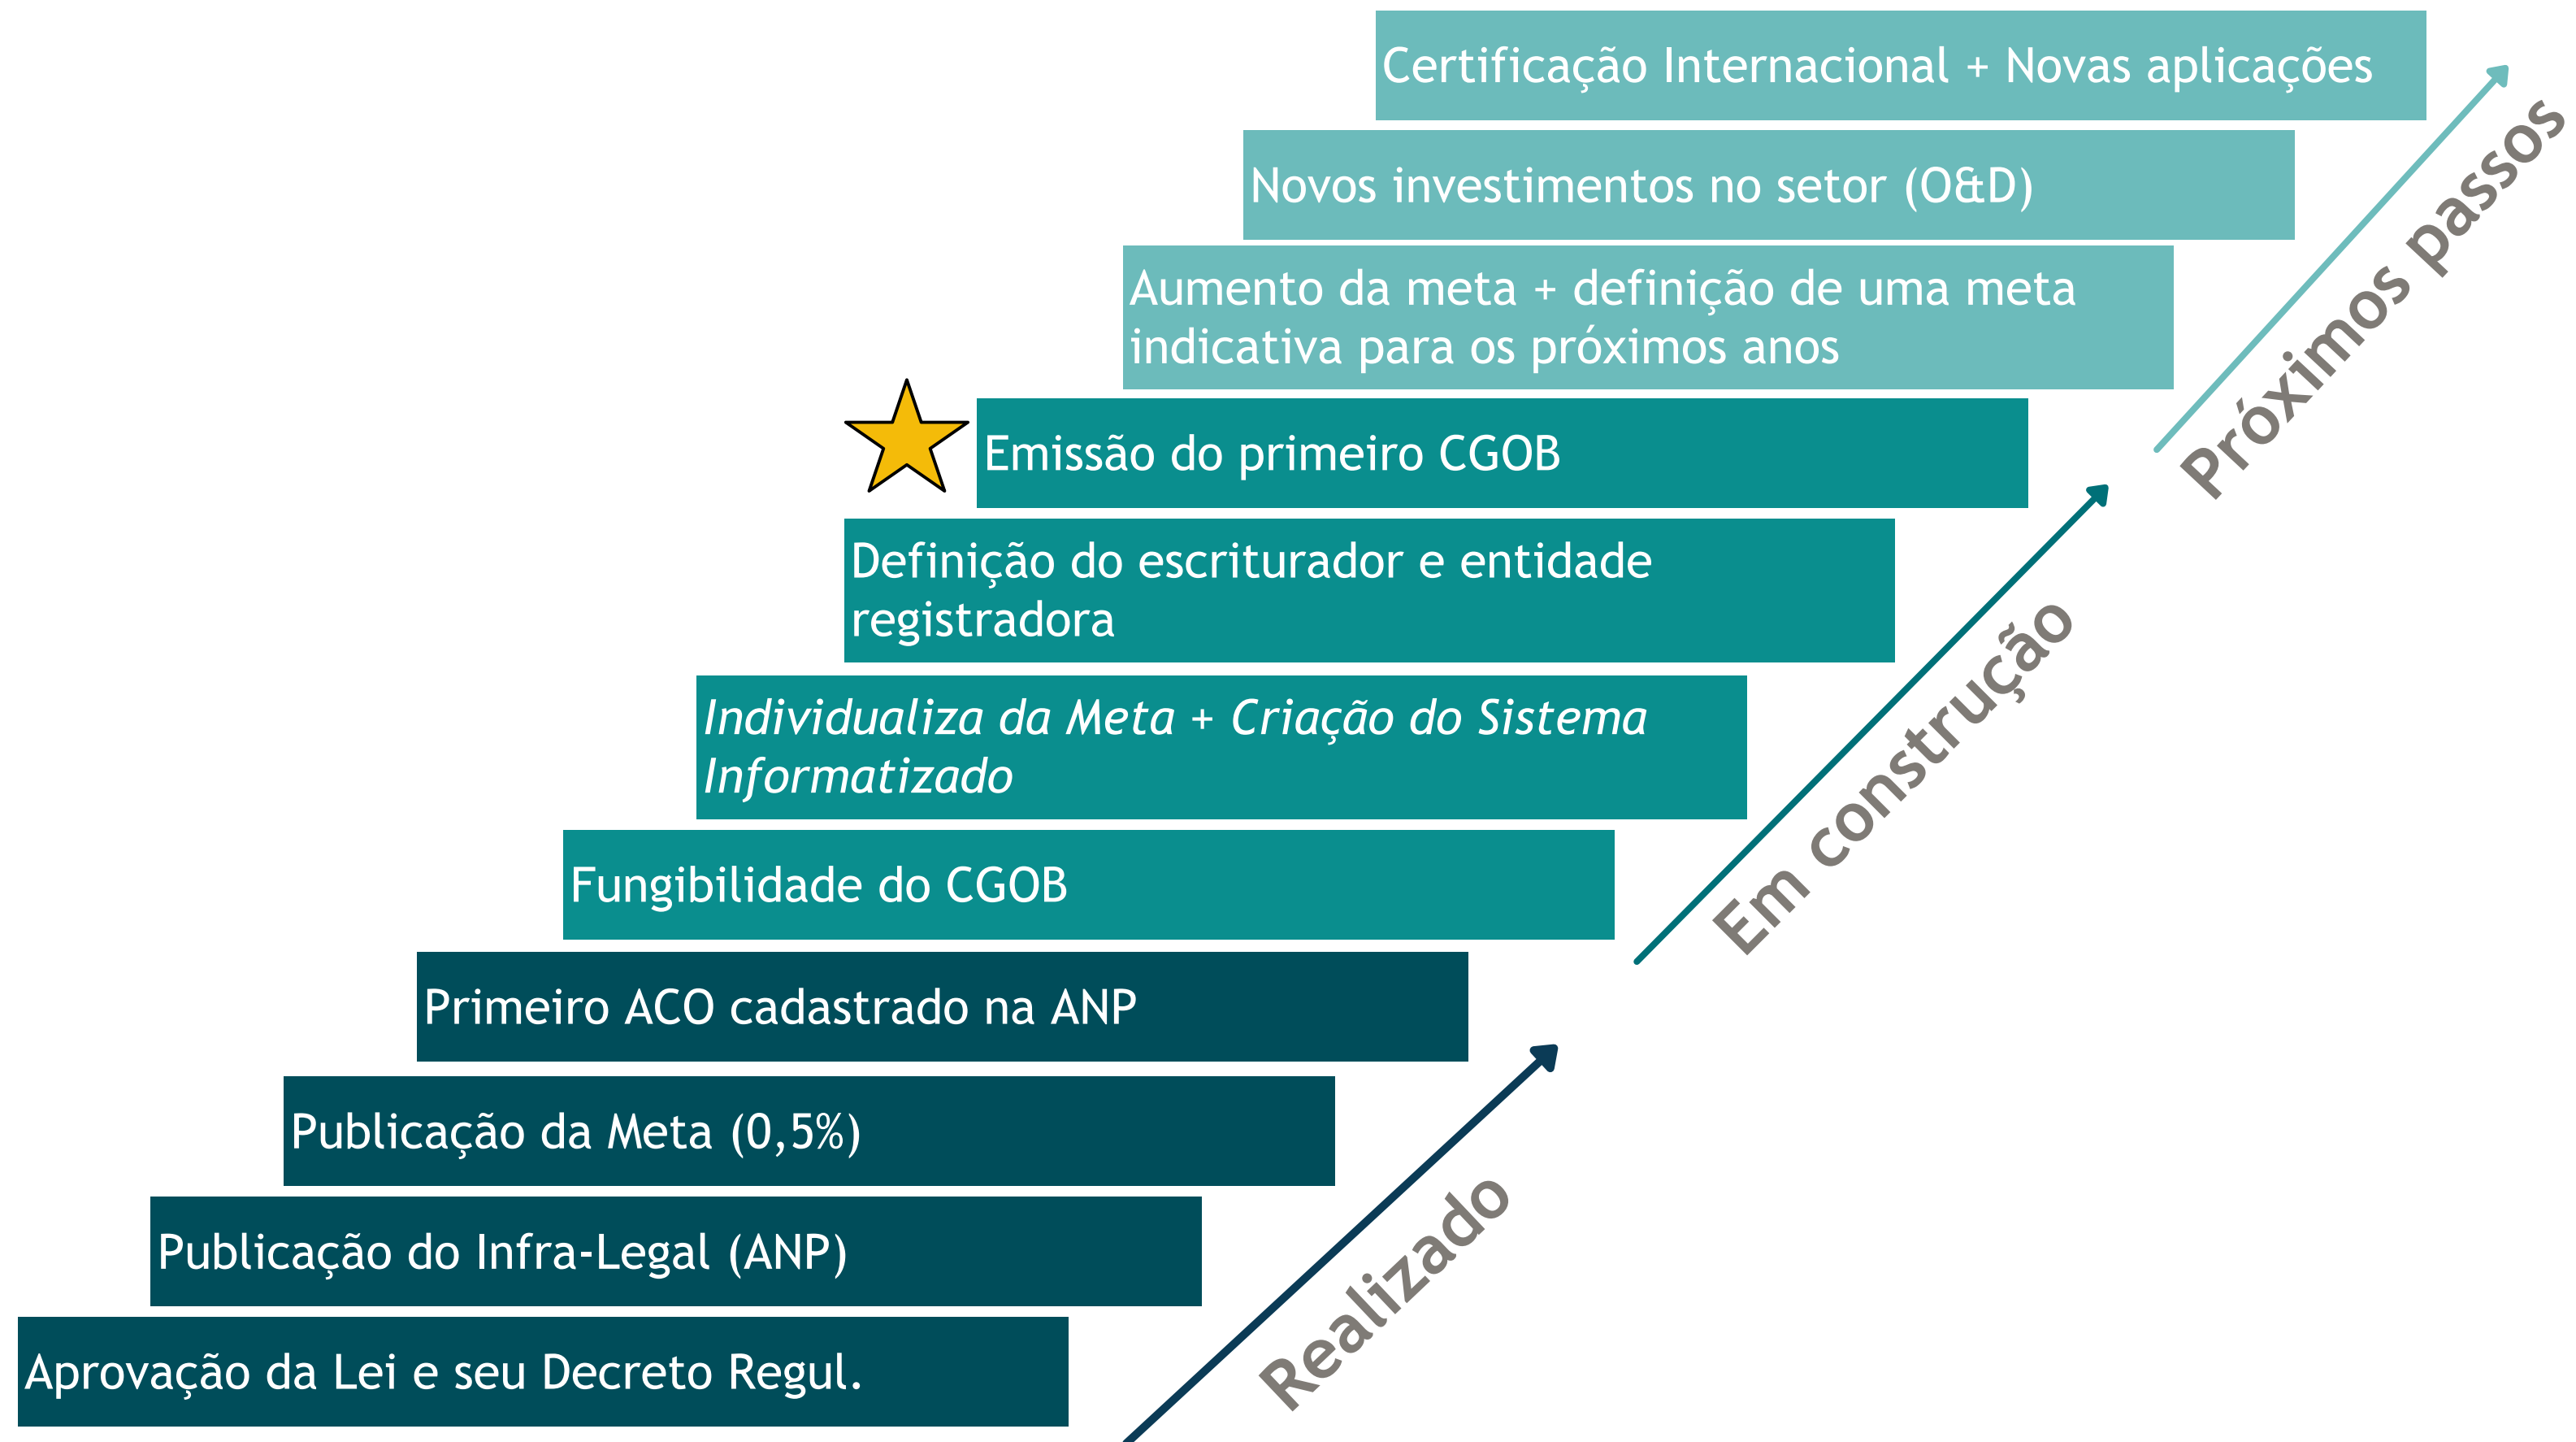 Certificação Internacional + Novas aplicações
Novos investimentos no setor (O&D)
Aumento da meta + definição de uma meta
indicativa para os próximos anos
Emissão do primeiro CGOB
Definição do escriturador e entidade
registradora
Individualiza da Meta + Criação do Sistema
Informatizado
Fungibilidade do CGOB
Primeiro ACO cadastrado na ANP
Publicação da Meta (0,5%)
Publicação do Infra-Legal (ANP)
Aprovação da Lei e seu Decreto Regul.
Próximos passos
Em construção
Realizado